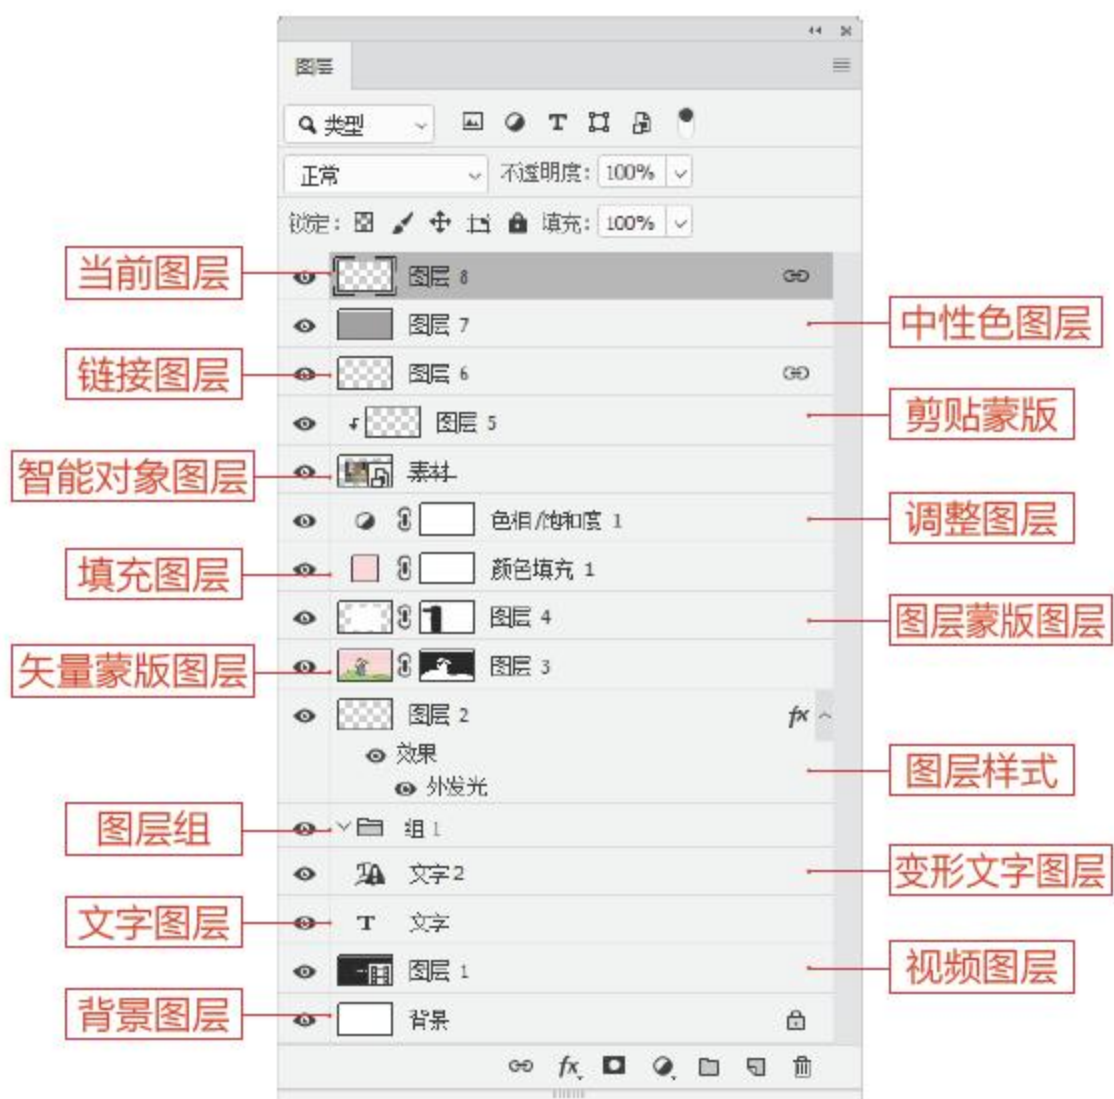 图层
类型
正常 不透明度: 100%
锁定: 填充: 100%
当前图层 图层 8
图层 7 中性色图层
链接图层 图层 6
图层 5 剪贴蒙版
智能对象图层 素材
色相/饱和度 1 调整图层
填充图层 颜色填充 1
图层 4 图层蒙版图层
矢量蒙版图层 图层 3
图层 2 fx
效果
外发光 图层样式
图层组 组 1
文字2 变形文字图层
文字图层 T 文字
图层 1 视频图层
背景图层 背景
fx